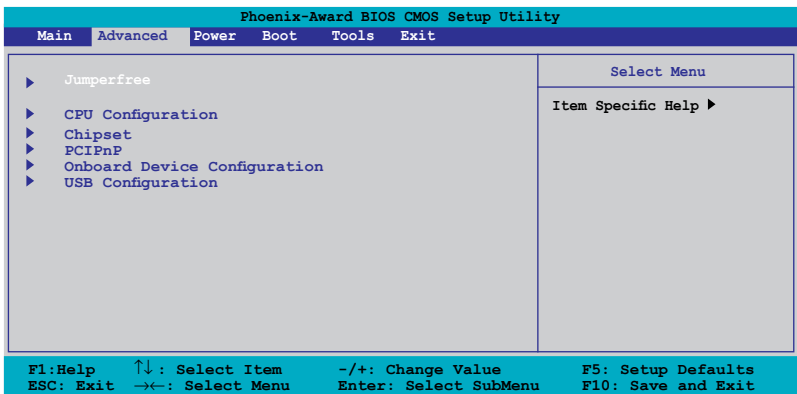 Phoenix-Award BIOS CMOS Setup Utility
Main Advanced Power Boot Tools Exit
Jumperfree
CPU Configuration
Chipset
PCIPnP
Onboard Device Configuration
USB Configuration
Select Menu
Item Specific Help
F1:Help ↑↓ : Select Item -/+: Change Value F5: Setup Defaults
ESC: Exit →←: Select Menu Enter: Select SubMenu F10: Save and Exit